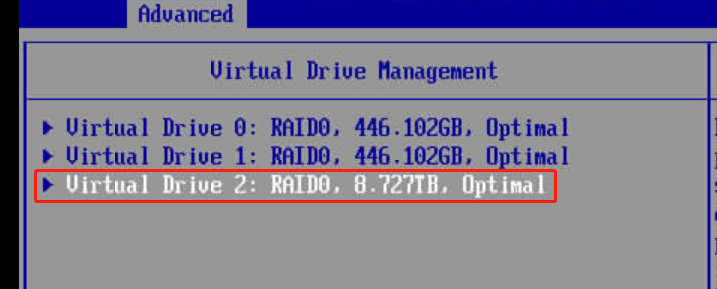 Advanced
Virtual Drive Management
Virtual Drive 0: RAID0, 446.102GB, Optimal
Virtual Drive 1: RAID0, 446.102GB, Optimal
Virtual Drive 2: RAID0, 8.727TB, Optimal